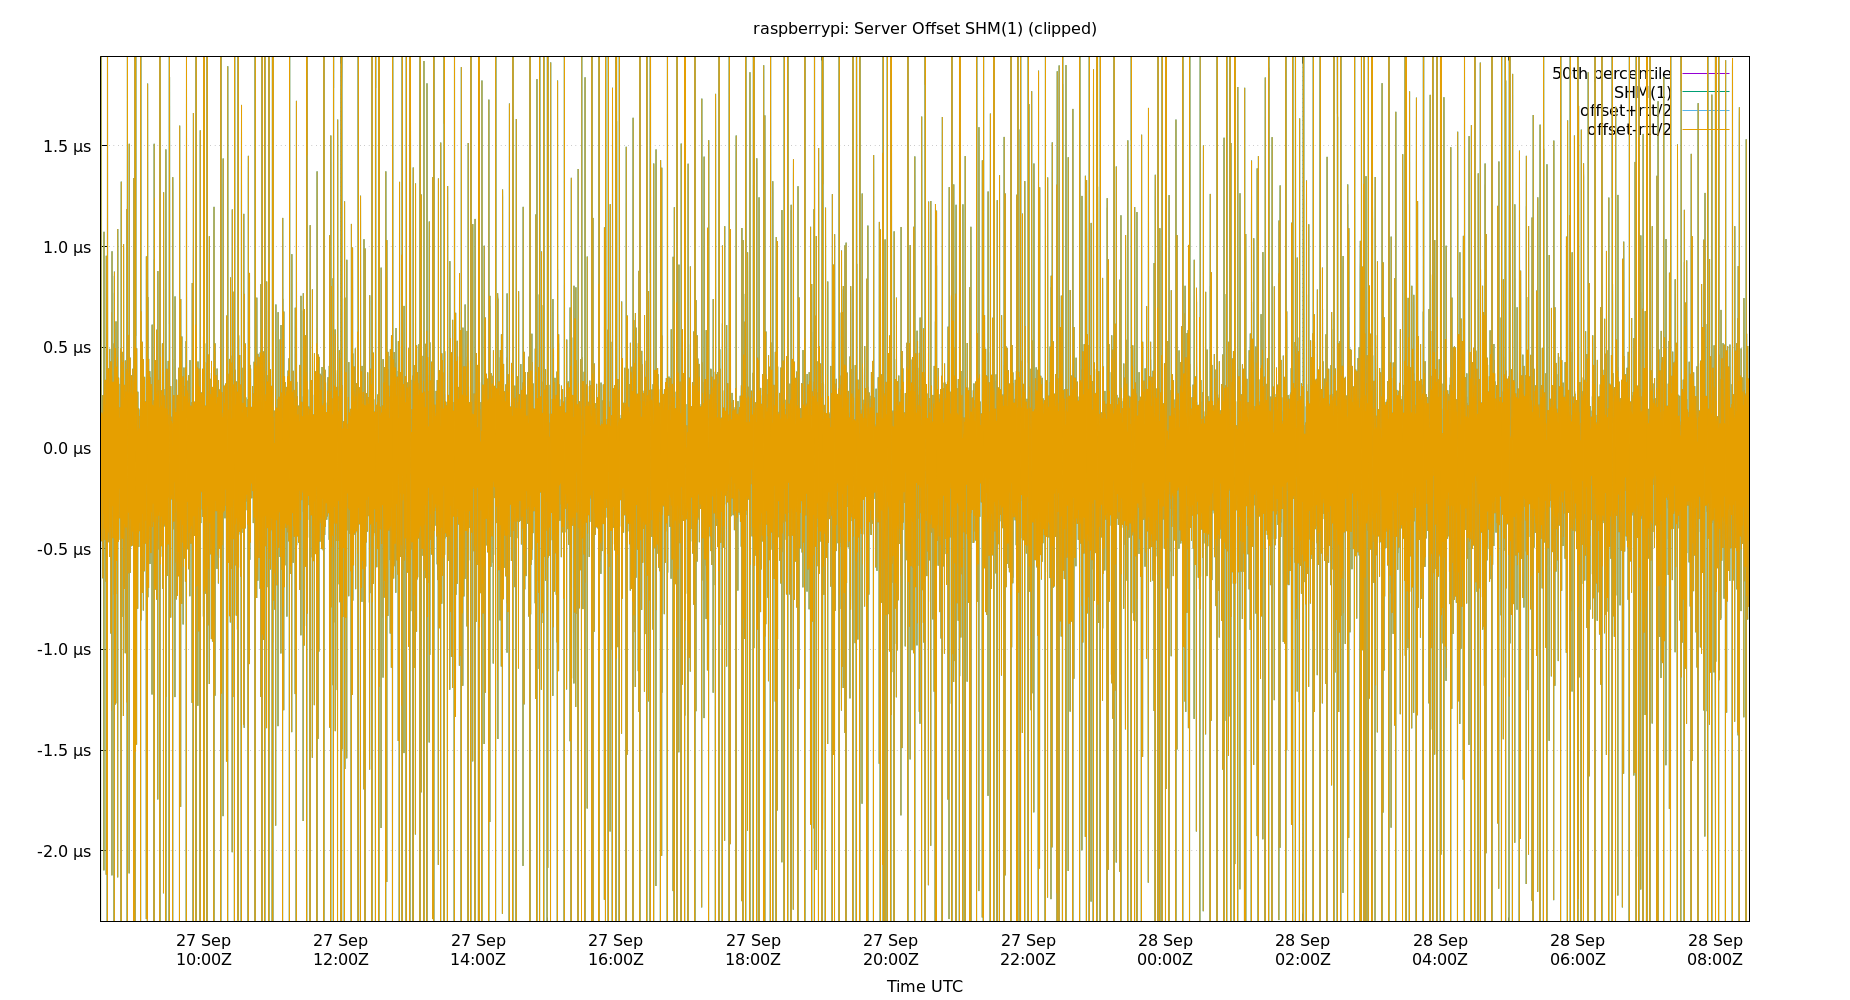 raspberrypi: Server Offset SHM(1) (clipped)
50th percentile
SHM(1)
offset+rtt/2
offset-rtt/2
1.5 µs
1.0 µs
0.5 µs
0.0 µs
-0.5 µs
-1.0 µs
-1.5 µs
-2.0 µs
27 Sep 27 Sep 27 Sep 27 Sep 27 Sep 27 Sep 27 Sep 28 Sep 28 Sep 28 Sep 28 Sep 28 Sep
10:00Z 12:00Z 14:00Z 16:00Z 18:00Z 20:00Z 22:00Z 00:00Z 02:00Z 04:00Z 06:00Z 08:00Z
Time UTC